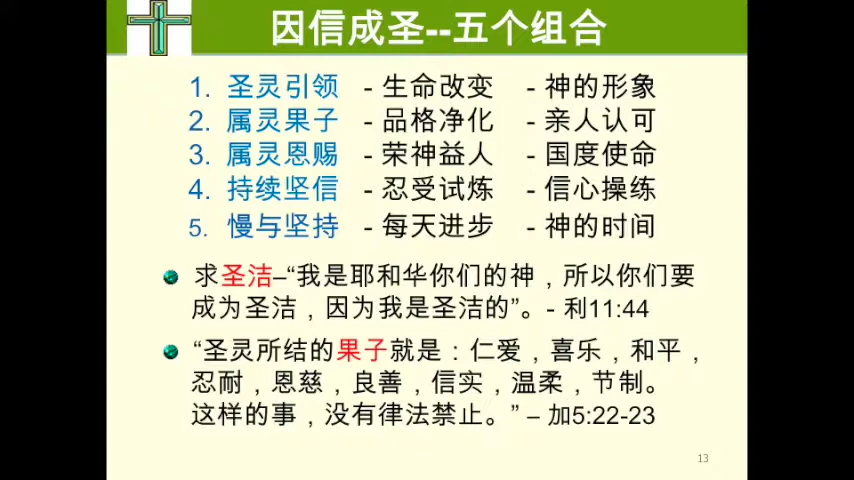 因信成圣--五个组合
1. 圣灵引领 - 生命改变 - 神的形象
2. 属灵果子 - 品格净化 - 亲人认可
3. 属灵恩赐 - 荣神益人 - 国度使命
4. 持续坚信 - 忍受试炼 - 信心操练
5. 慢与坚持 - 每天进步 - 神的时间
求圣洁–“我是耶和华你们的神，所以你们要
成为圣洁，因为我是圣洁的”。- 利11:44
“圣灵所结的果子就是：仁爱，喜乐，和平，
忍耐，恩慈，良善，信实，温柔，节制。
这样的事，没有律法禁止。” – 加5:22-23
13